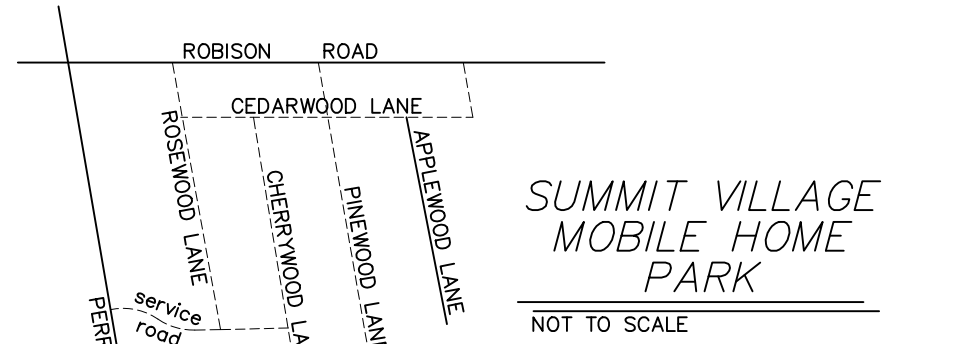 ROBISON ROAD
CEDARWOOD LANE
ROSEWOOD LANE
CHERRYWOOD
PINEWOOD
APPLEWOOD LANE
service
road
SUMMIT VILLAGE
MOBILE HOME
PARK
NOT TO SCALE